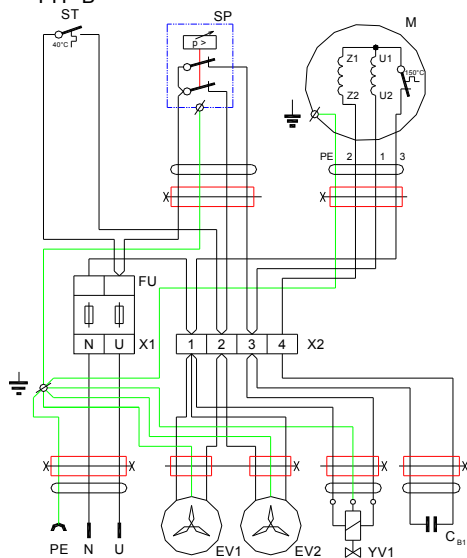 ST
SP
M
40°C
p >
Z1
U1
150°C
Z2
U2
PE
2
1
3
FU
N
U
X1
1
2
3
4
X2
PE
N
U
EV1
EV2
YV1
C B1